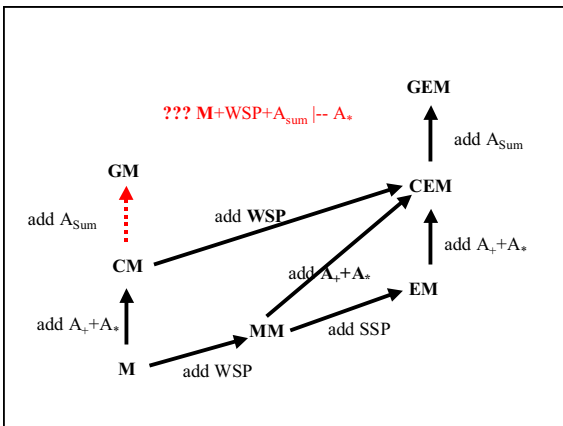 GEM
??? M+WSP+A_sum |-- A_*
add A_Sum
GM
CEM
add A_Sum
add WSP
add A_++A_*
CM
add A_++A_*
EM
add A_++A_*
MM
add SSP
M
add WSP